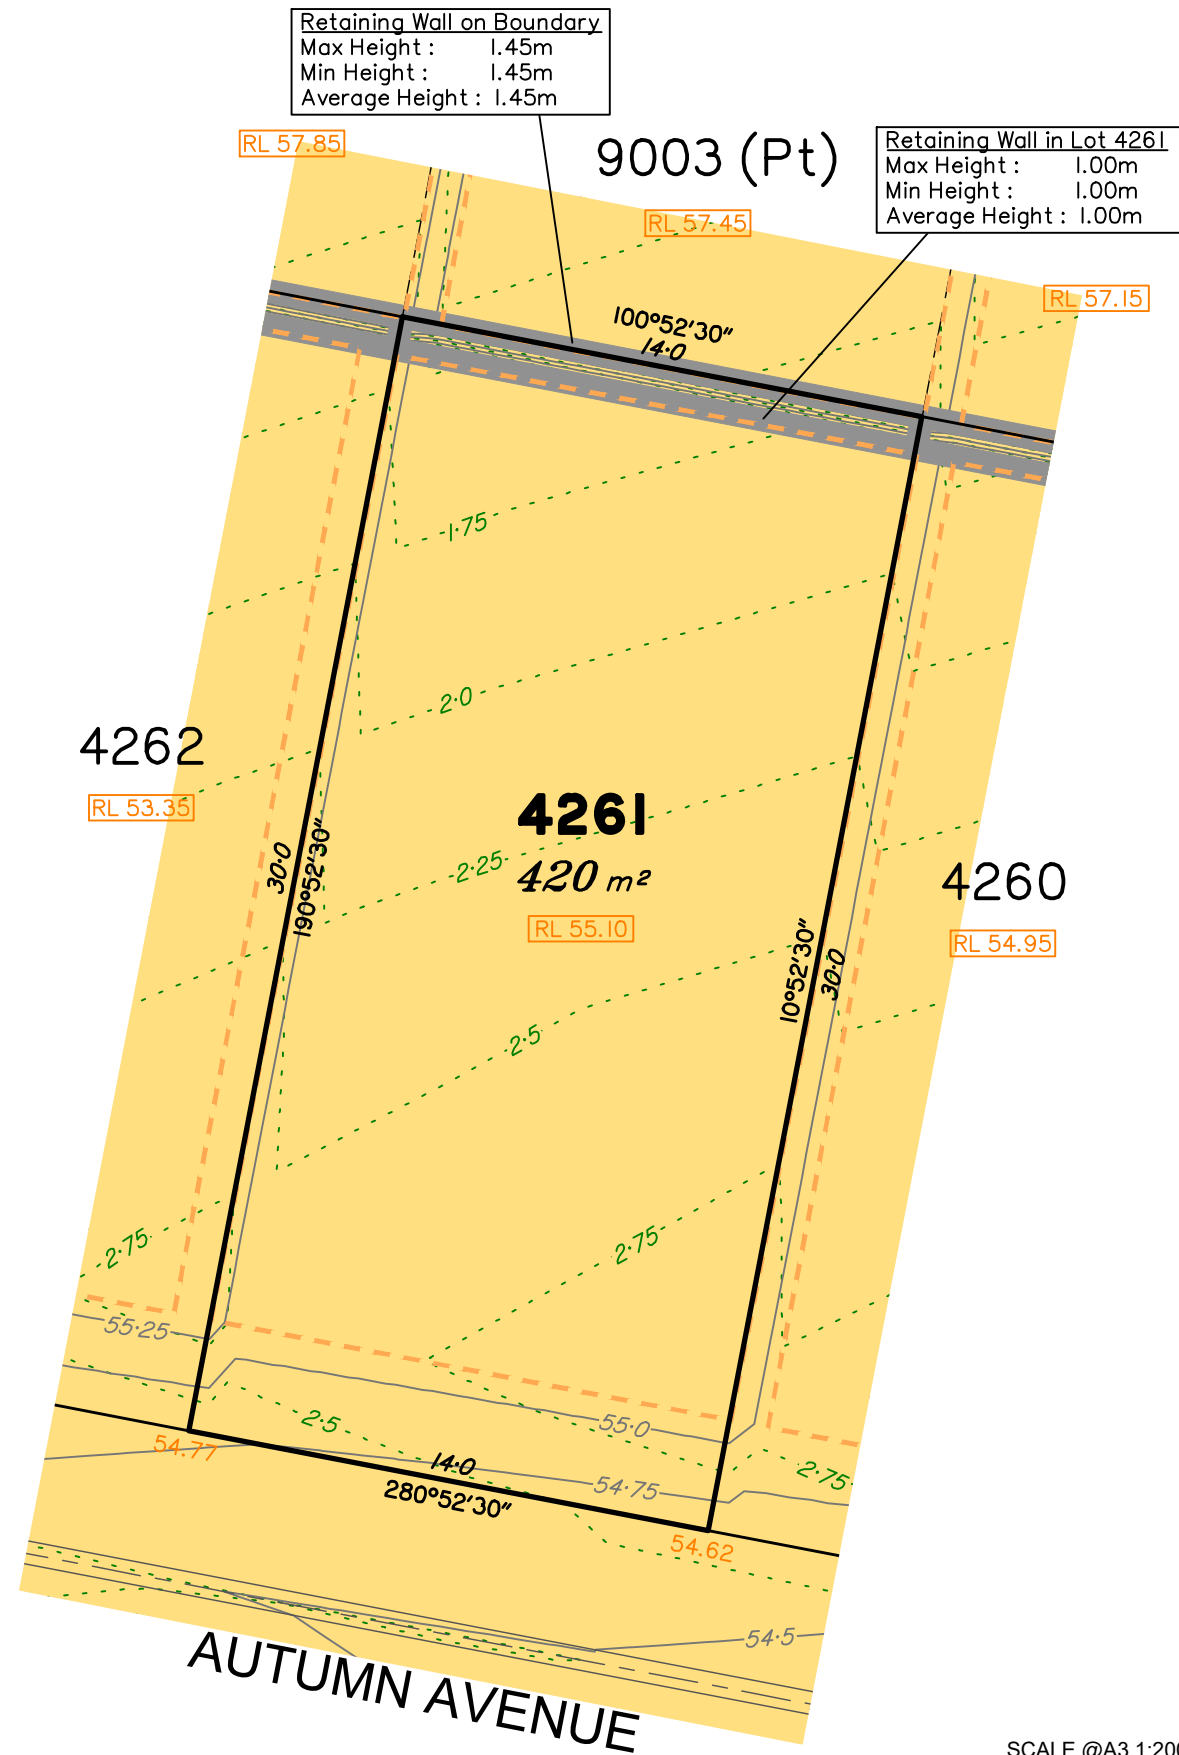 Retaining Wall on Boundary
Max Height : 1.45m
Min Height : 1.45m
Average Height : 1.45m
RL 57.85
9003 (Pt)
Retaining Wall in Lot 4261
Max Height : 1.00m
Min Height : 1.00m
Average Height : 1.00m
RL 57.45
RL 57.15
100°52'30"
14·0
1·75
2·0
4262
RL 53.35
4261
420 m²
RL 55.10
2·25
30·0
190°52'30"
4260
RL 54.95
10°52'30"
30·0
2·5
2·75
2·75
55·25
2·5
55·0
54.77
14·0
280°52'30"
54·75
2·75
54.62
54·5
AUTUMN AVENUE